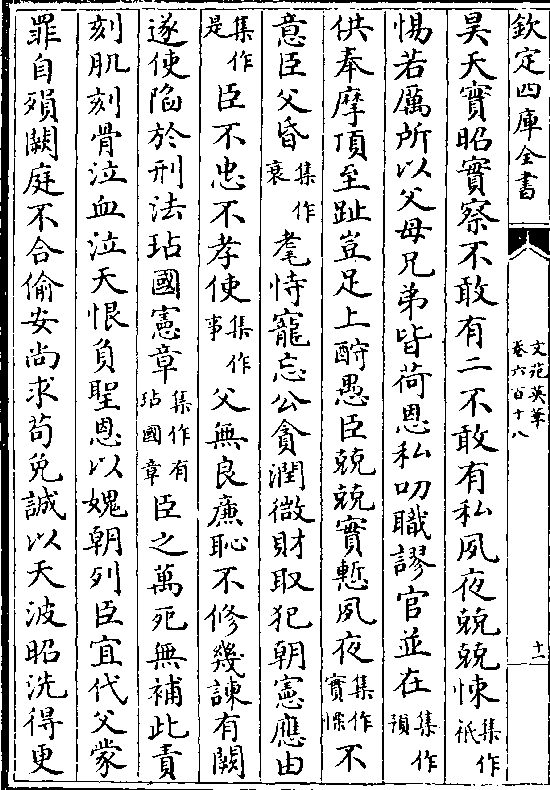 欽定四庫全書
文苑英華
卷六百十八
十一
昊天實昭實察不敢有二不敢有私夙夜兢兢悚集作祇
惕若厲所以父母兄弟皆荷恩私叨職謬官並在集作預
供奉摩頂至趾豈足上酧愚臣兢兢實慙夙夜集作實慄不
意臣父昏集作衰耄恃寵忘公貪潤微財取犯朝憲應由
集作是臣不忠不孝使集作事父無良廉恥不修幾諫有闕
遂使陷於刑法玷國憲章集作有玷國章臣之萬死無補此責
刻肌刻骨泣血泣天恨負聖恩以媿朝列臣宜代父蒙
罪自殞闕庭不合偷安尚求苟免誠以天波昭洗得更